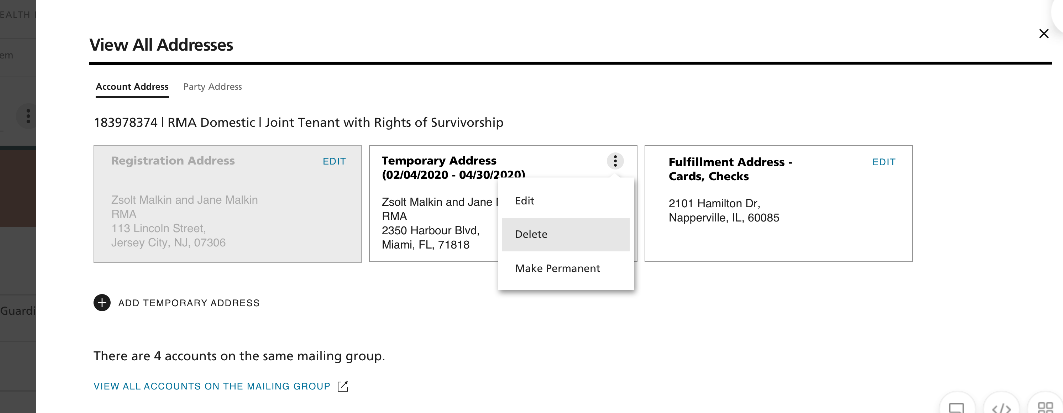 EALTH-
View All Addresses
em
Account Address Party Address
183978374 | RMA Domestic | Joint Tenant with Rights of Survivorship
Registration Address EDIT
Zsolt Malkin and Jane Malkin
RMA
113 Lincoln Street,
Jersey City, NJ, 07306
Temporary Address
(02/04/2020 - 04/30/2020)
Zsolt Malkin and Jane
RMA
2350 Harbour Blvd,
Miami, FL, 71818
Edit
Delete
Make Permanent
Fulfillment Address - EDIT
Cards, Checks
2101 Hamilton Dr,
Napperville, IL, 60085
ADD TEMPORARY ADDRESS
Guardi
There are 4 accounts on the same mailing group.
VIEW ALL ACCOUNTS ON THE MAILING GROUP